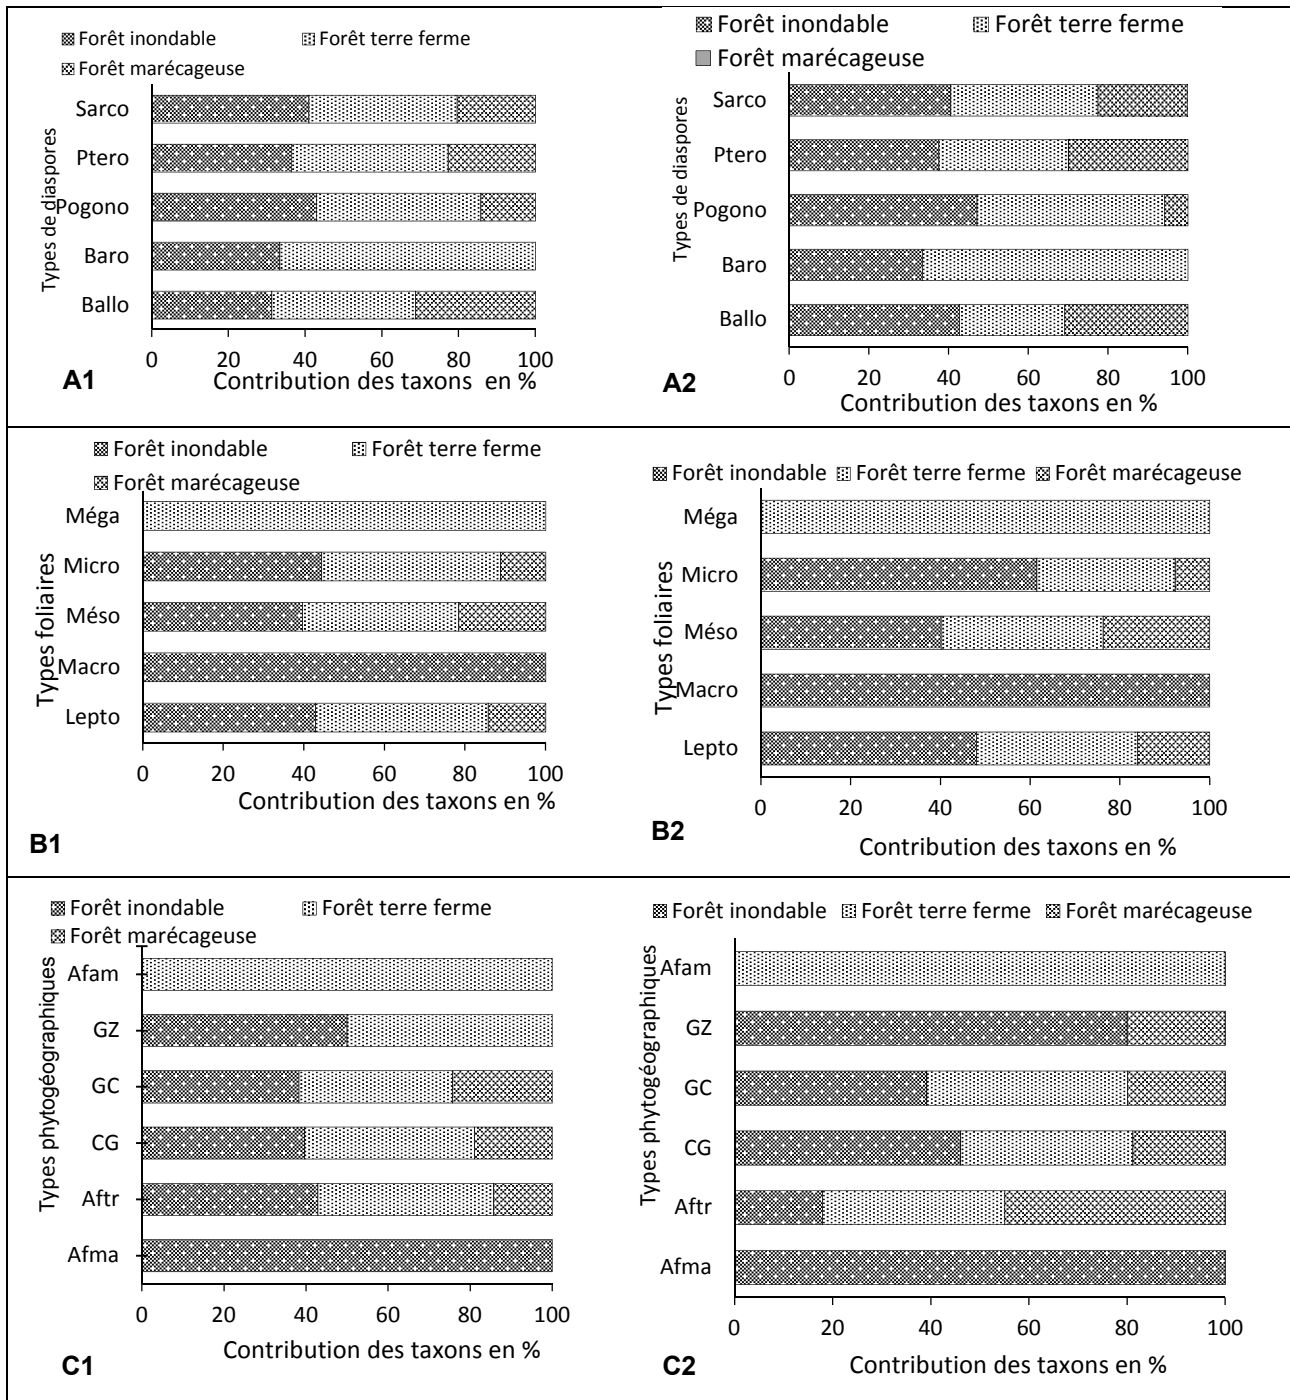 Forêt inondable Forêt terre ferme
Forêt marécageuse
Types de diaspores
Sarco
Ptero
Pogono
Baro
Ballo
0 20 40 60 80 100
Contribution des taxons en %
A1
Forêt inondable Forêt terre ferme
Forêt marécageuse
Types de diaspores
Sarco
Ptero
Pogono
Baro
Ballo
0 20 40 60 80 100
Contribution des taxons en %
A2
Forêt inondable Forêt terre ferme
Forêt marécageuse
Types foliaires
Méga
Micro
Méso
Macro
Lepto
0 20 40 60 80 100
Contribution des taxons en %
B1
Forêt inondable Forêt terre ferme Forêt marécageuse
Types foliaires
Méga
Micro
Méso
Macro
Lepto
0 20 40 60 80 100
Contribution des taxons en %
B2
Forêt inondable Forêt terre ferme
Forêt marécageuse
Types phytogéographiques
Afam
GZ
GC
CG
Aftr
Afma
0 20 40 60 80 100
Contribution des taxons en %
C1
Forêt inondable Forêt terre ferme Forêt marécageuse
Types phytogéographiques
Afam
GZ
GC
CG
Aftr
Afma
0 20 40 60 80 100
Contribution des taxons en %
C2